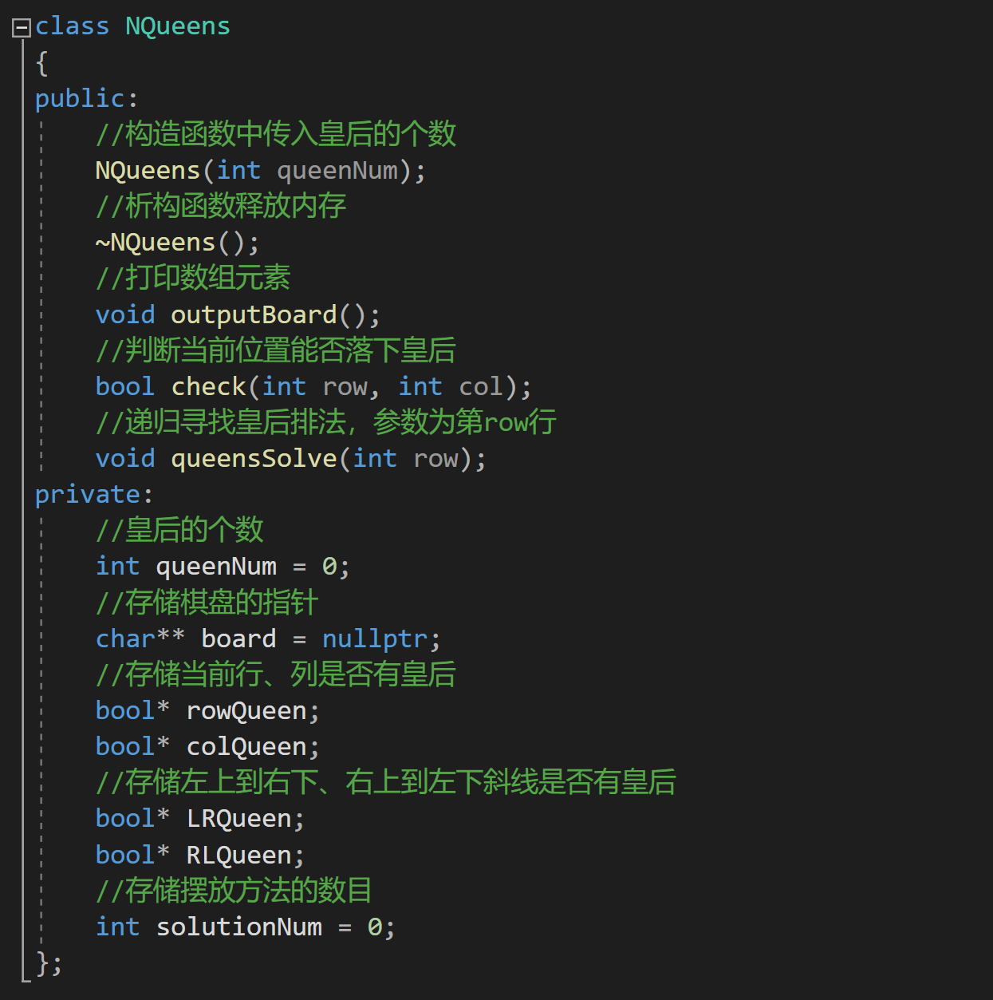 class NQueens
{
public:
//构造函数中传入皇后的个数
NQueens(int queenNum);
//析构函数释放内存
~NQueens();
//打印数组元素
void outputBoard();
//判断当前位置能否落下皇后
bool check(int row, int col);
//递归寻找皇后排法，参数为第row行
void queensSolve(int row);
private:
//皇后的个数
int queenNum = 0;
//存储棋盘的指针
char** board = nullptr;
//存储当前行、列是否有皇后
bool* rowQueen;
bool* colQueen;
//存储左上到右下、右上到左下斜线是否有皇后
bool* LRQueen;
bool* RLQueen;
//存储摆放方法的数目
int solutionNum = 0;
};